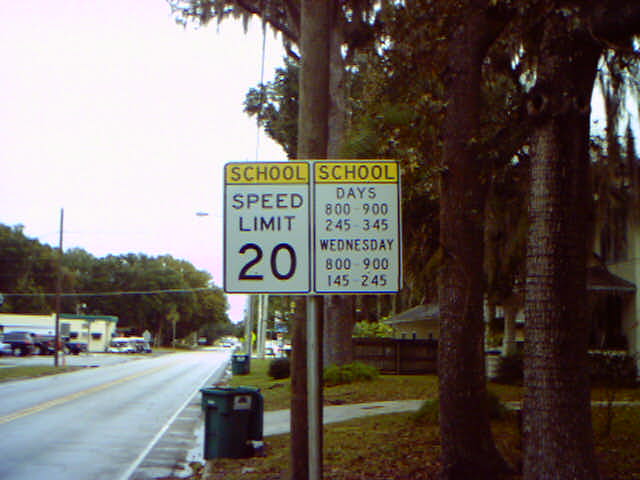 SCHOOL
SPEED
LIMIT
20
SCHOOL
DAYS
800-900
245-345
WEDNESDAY
800-900
145-245